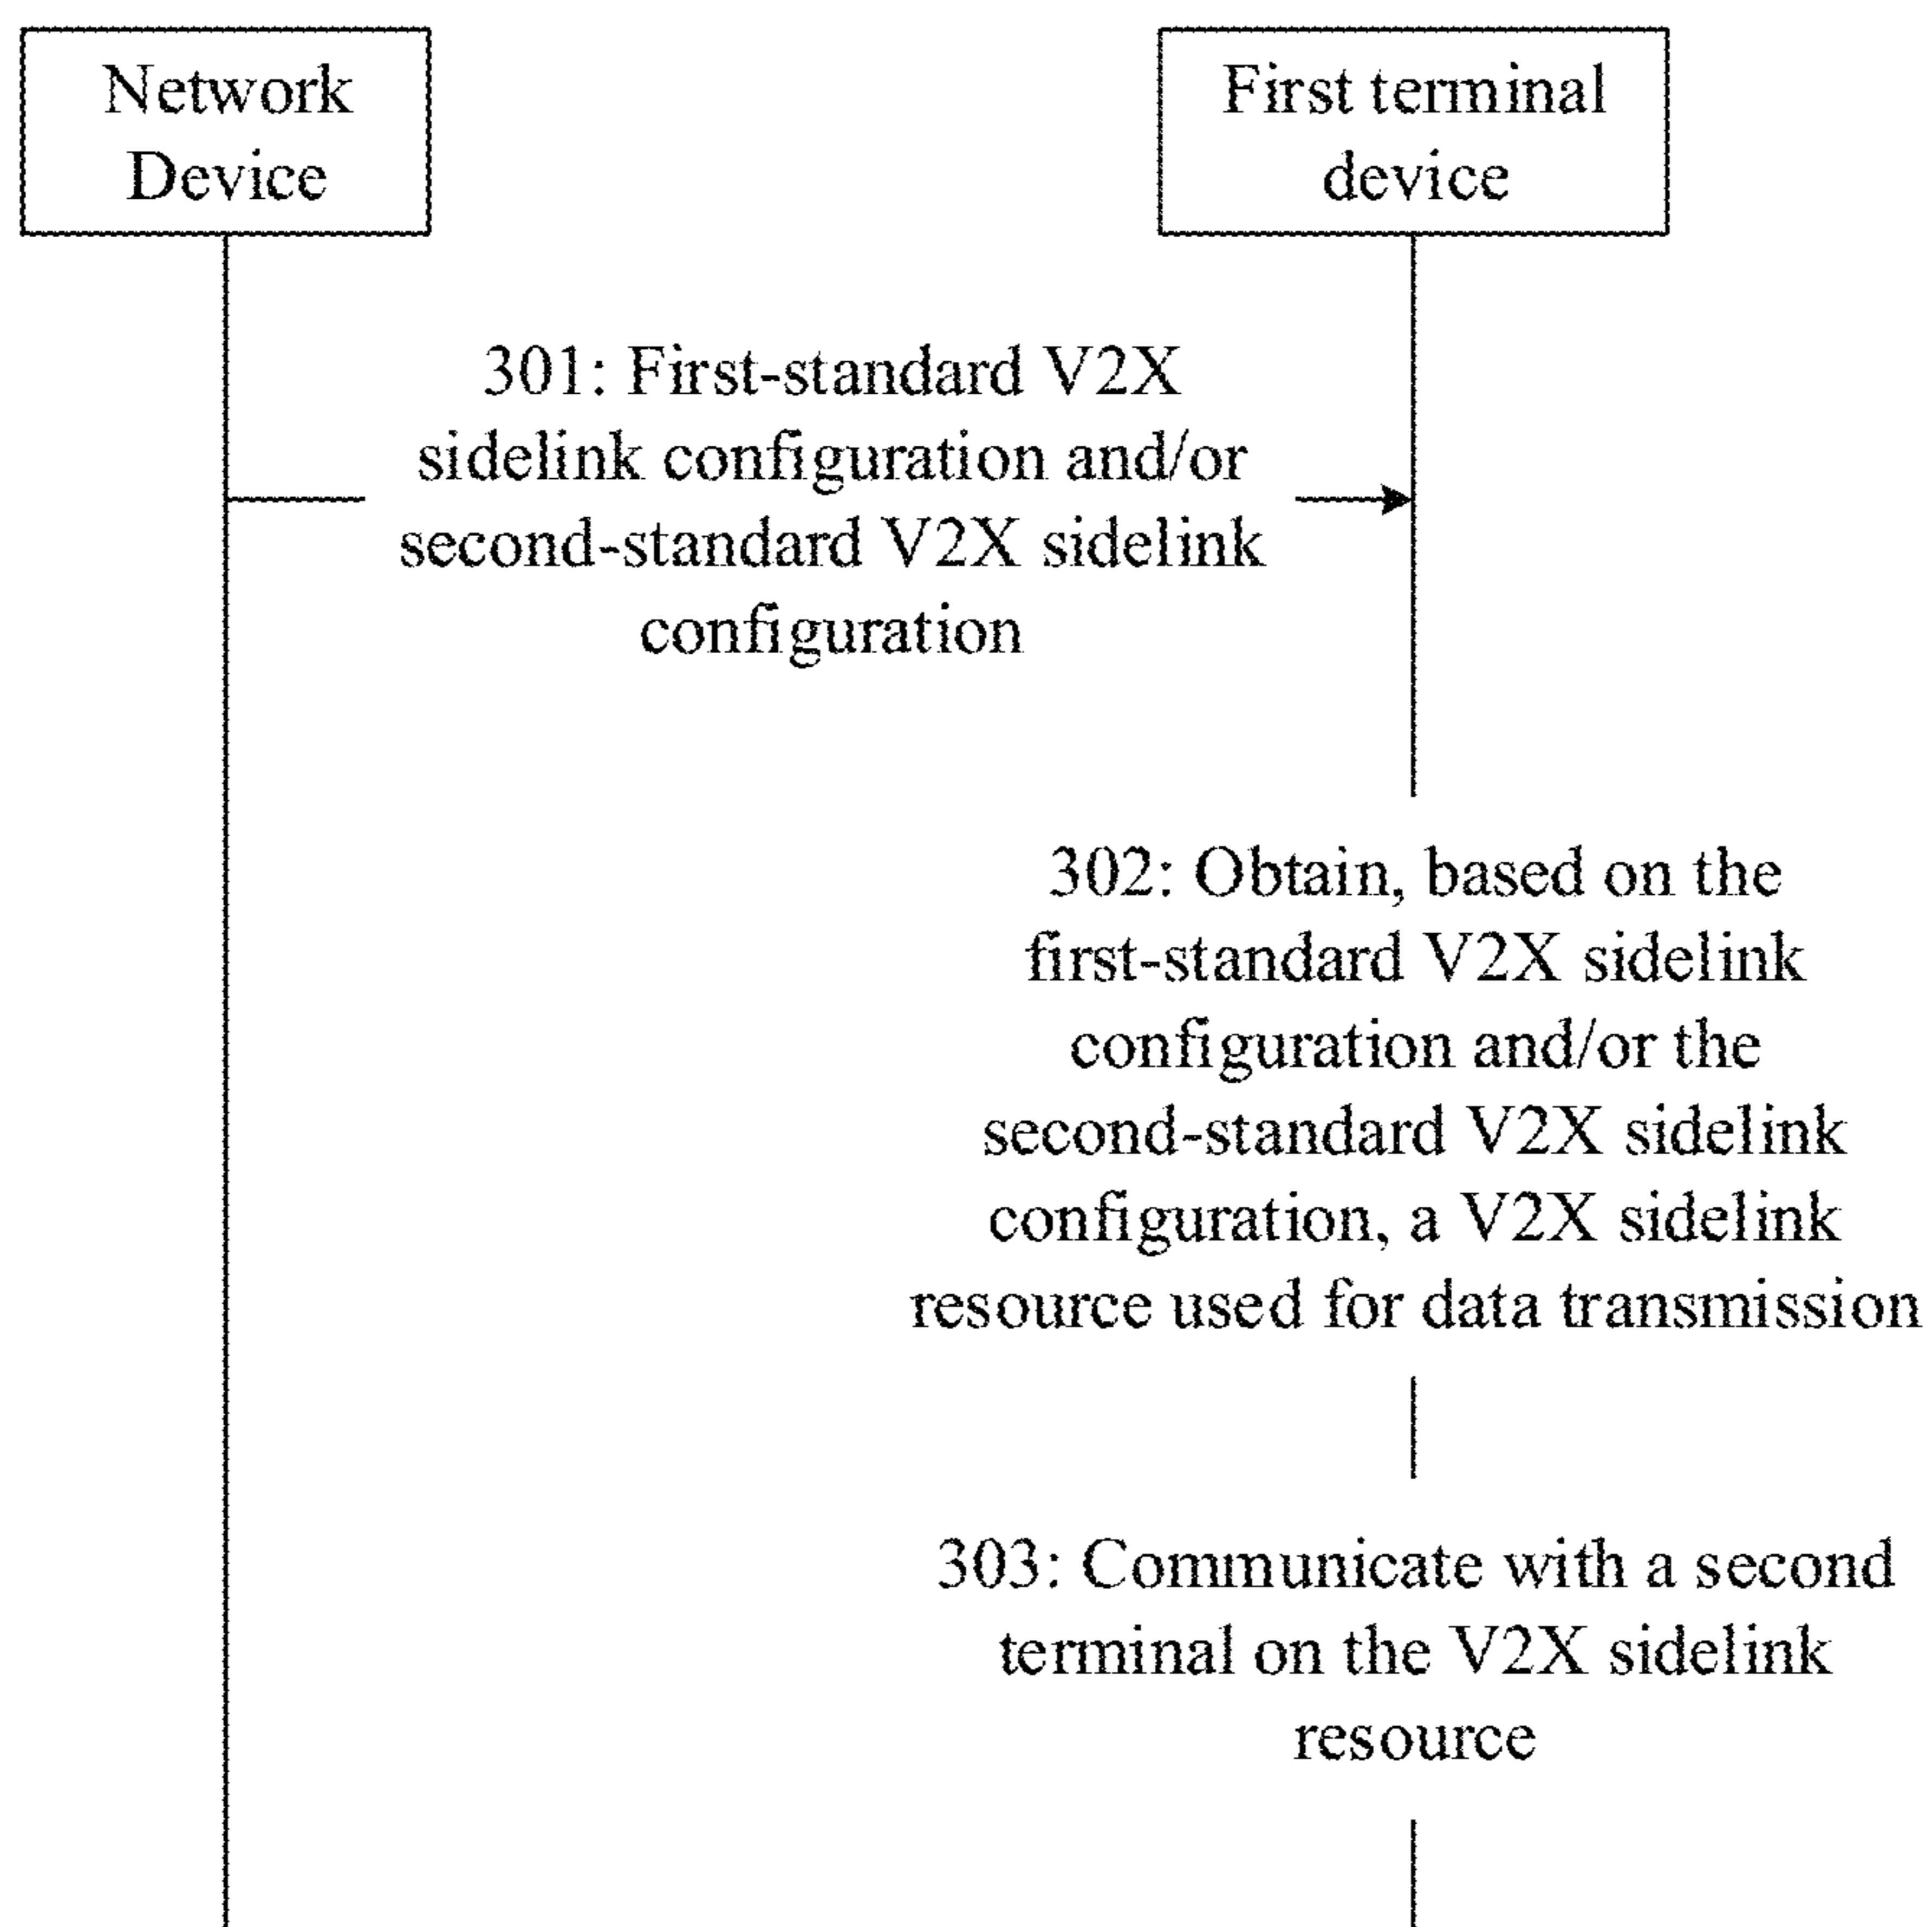 Network
Device
First terminal
device
301: First-standard V2X
sidelink configuration and/or
second-standard V2X sidelink
configuration
302: Obtain, based on the
first-standard V2X sidelink
configuration and/or the
second-standard V2X sidelink
configuration, a V2X sidelink
resource used for data transmission
303: Communicate with a second
terminal on the V2X sidelink
resource